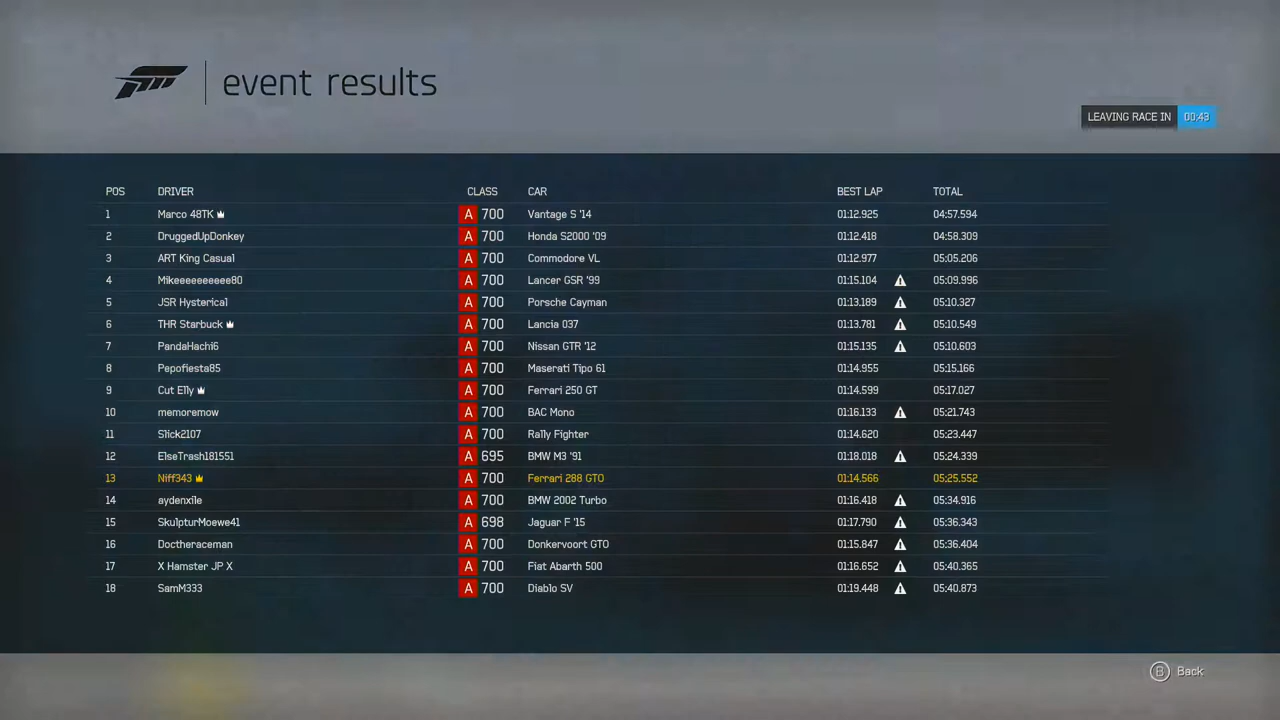 event results
LEAVING RACE IN 00:43
POS DRIVER CLASS CAR BEST LAP TOTAL
1 Marco 48TK A 700 Vantage S '14 01:12.925 04:57.594
2 DruggedUpDonkey A 700 Honda S2000 '09 01:12.418 04:58.309
3 ART King Casual A 700 Commodore VL 01:12.977 05:05.206
4 Mikeeeeeeeeee80 A 700 Lancer GSR '99 01:15.104 05:09.996
5 JSR Hysterical A 700 Porsche Cayman 01:13.189 05:10.327
6 THR Starbuck A 700 Lancia 037 01:13.781 05:10.549
7 PandaHachi6 A 700 Nissan GTR '12 01:15.135 05:10.603
8 Pepofiesta85 A 700 Maserati Tipo 61 01:14.955 05:15.166
9 Cut Elly A 700 Ferrari 250 GT 01:14.599 05:17.027
10 memoremow A 700 BAC Mono 01:16.133 05:21.743
11 Slick2107 A 700 Rally Fighter 01:14.620 05:23.447
12 ElseTrash181551 A 695 BMW M3 '91 01:18.018 05:24.339
13 Niff343 A 700 Ferrari 288 GTO 01:14.566 05:25.552
14 aydenxile A 700 BMW 2002 Turbo 01:16.418 05:34.916
15 SkulpturMoewe41 A 698 Jaguar F '15 01:17.790 05:36.343
16 Doctheraceman A 700 Donkervoort GTO 01:15.847 05:36.404
17 X Hamster JP X A 700 Fiat Abarth 500 01:16.652 05:40.365
18 SamM333 A 700 Diablo SV 01:19.448 05:40.873
B Back